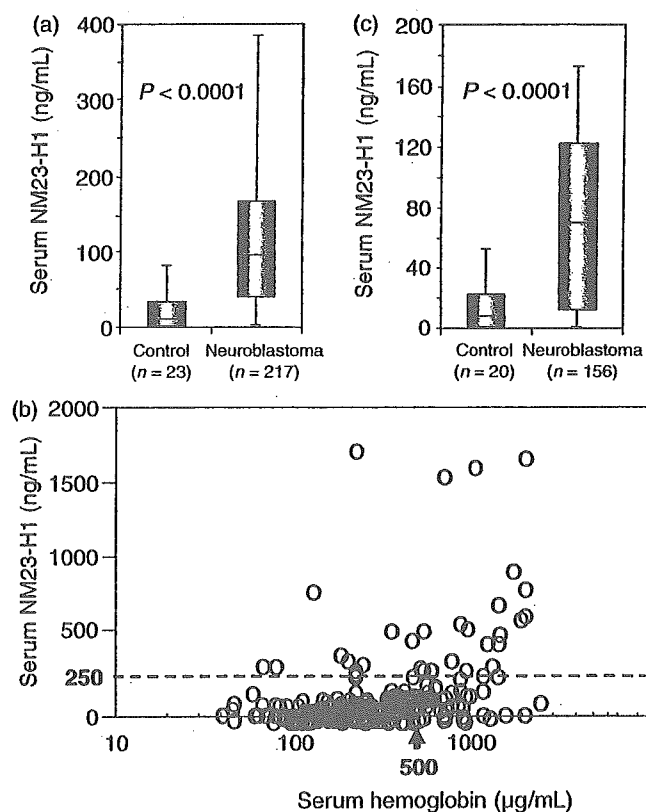 (a)
Serum NM23-H1 (ng/mL)
400
300
200
100
0
P < 0.0001
Control
(n = 23)
Neuroblastoma
(n = 217)
(c)
Serum NM23-H1 (ng/mL)
200
160
120
80
40
0
P < 0.0001
Control
(n = 20)
Neuroblastoma
(n = 156)
(b)
Serum NM23-H1 (ng/mL)
2000
1500
1000
500
250
0
10
100
500
1000
Serum hemoglobin (µg/mL)